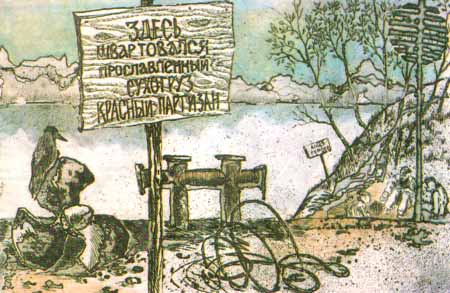 ЗДЕСЬ
ШВАРТОВАЛСЯ
ПРОСЛАВЛЕННЫЙ
СУХОГРУЗ
КРАСНЫЙ ПАРТИЗАН